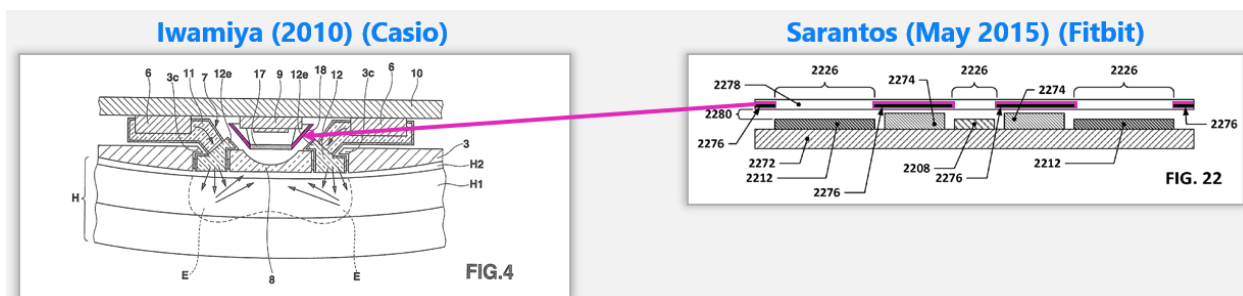 Iwamiya (2010) (Casio)
Sarantos (May 2015) (Fitbit)
6 11 7 12e 17 9 12e 18 12 3c 6 10
3c
3
H2
H1
H
E 8 E
FIG.4
2226 2226 2226
2278 2274 2274
2280
2276 2272 2212 2276 2208 2276 2212 2276
FIG. 22